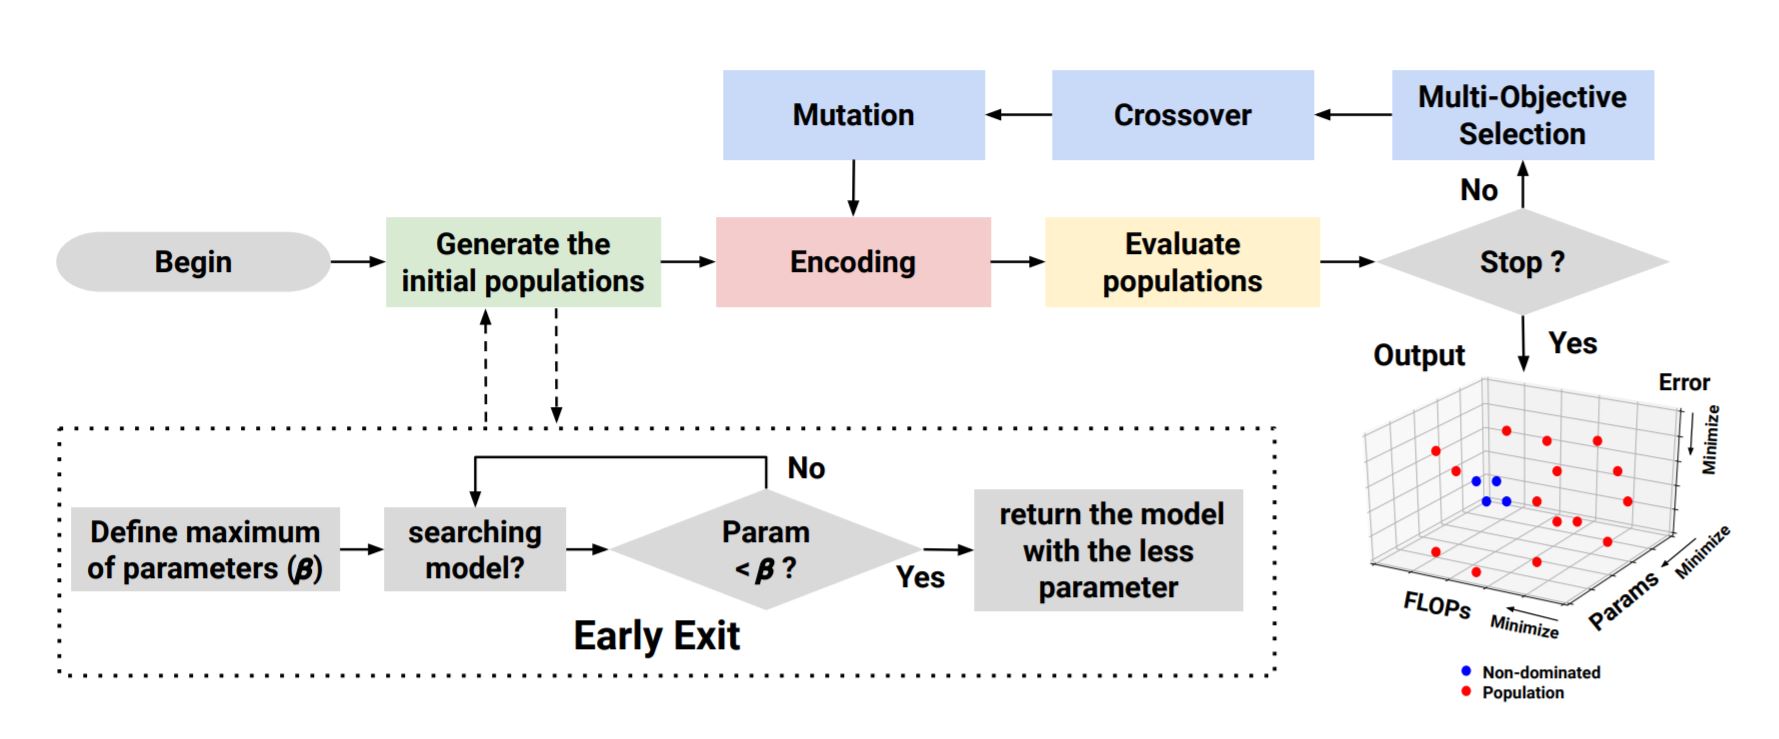 Mutation
Crossover
Multi-Objective
Selection
No
Begin
Generate the
initial populations
Encoding
Evaluate
populations
Stop ?
Yes
Output
Error
Minimize
Params
Minimize
FLOPs
Minimize
Non-dominated
Population
Define maximum
of parameters (β)
searching
model?
Param
< β ?
No
Yes
return the model
with the less
parameter
Early Exit